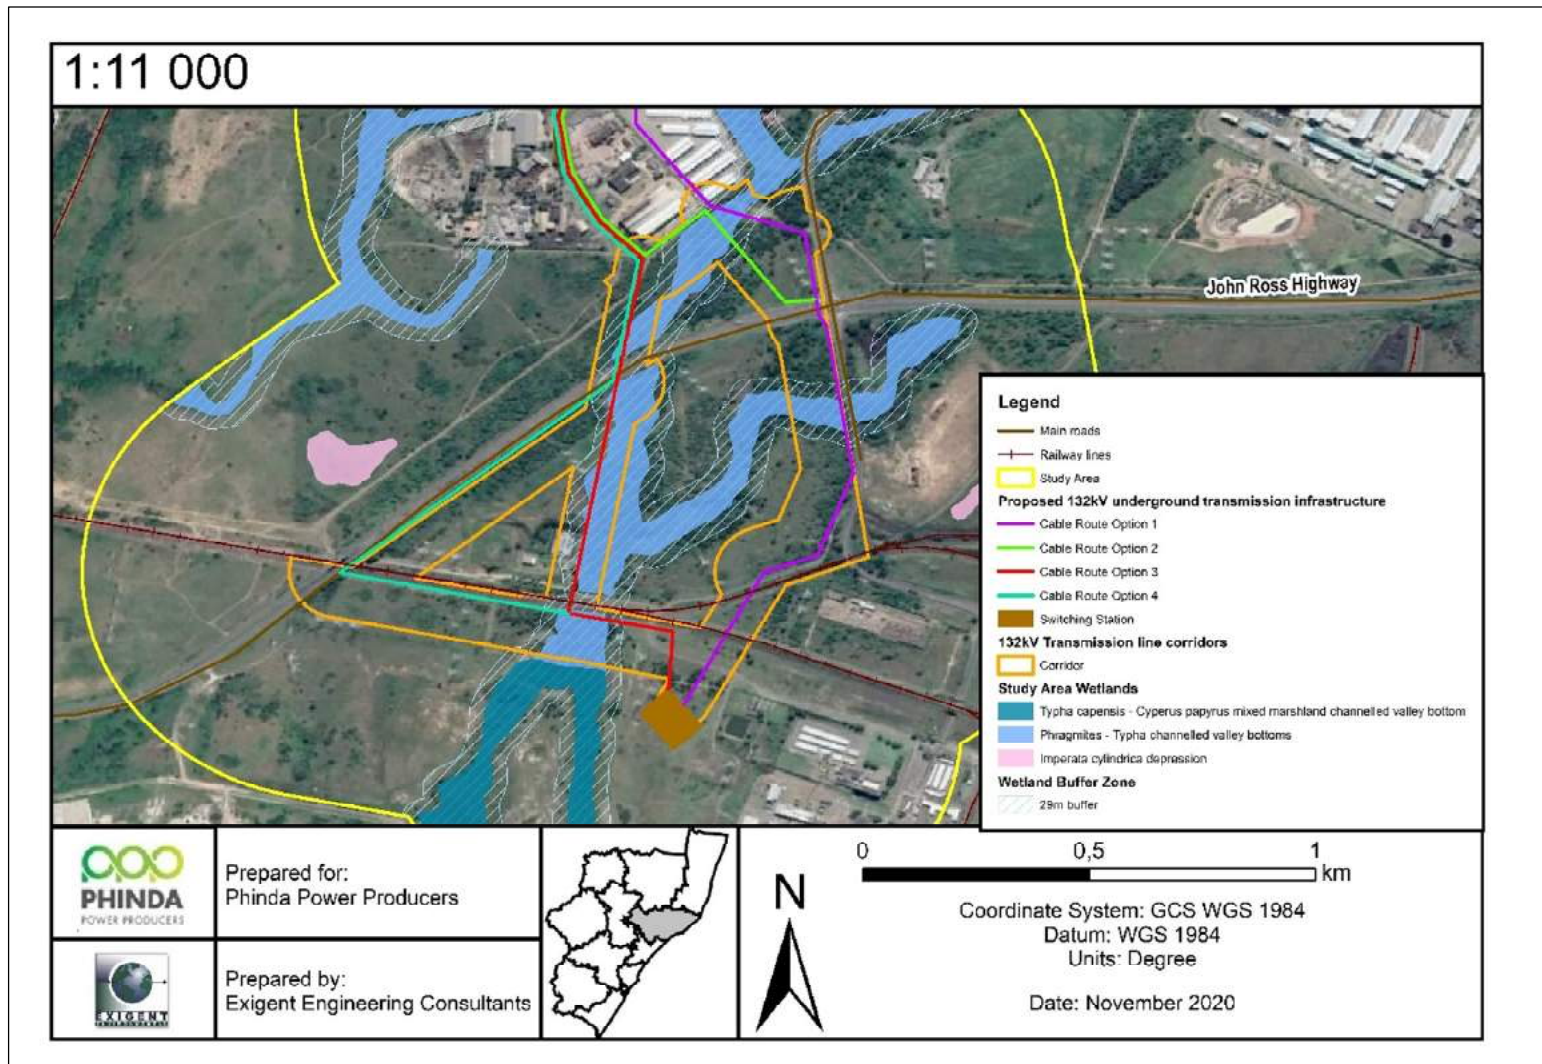 1:11 000
John Ross Highway
Legend
Main roads
Railway lines
Study Area
Proposed 132kV underground transmission infrastructure
Cable Route Option 1
Cable Route Option 2
Cable Route Option 3
Cable Route Option 4
Switching Station
132kV Transmission line corridors
Corridor
Study Area Wetlands
Typha capensis - Cyperus papyrus mixed marshland channelled valley bottom
Phragmites - Typha channelled valley bottoms
Imperata cylindrica depression
Wetland Buffer Zone
29m buffer
PHINDA
POWER PRODUCERS
Prepared for:
Phinda Power Producers
EXIGENT
Prepared by:
Exigent Engineering Consultants
N
0 0,5 1
km
Coordinate System: GCS WGS 1984
Datum: WGS 1984
Units: Degree
Date: November 2020